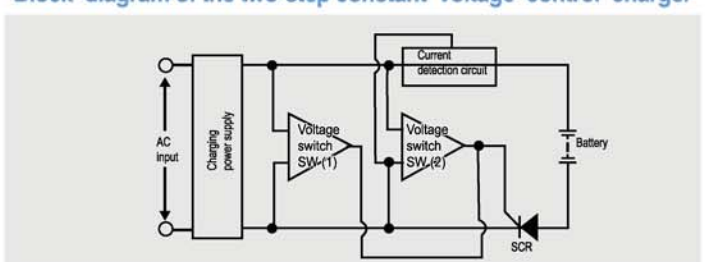 Block diagram of the two-step constant-voltage control charger
Current
detection circuit
AC
input
Charging
power supply
Voltage
switch
SW (1)
Voltage
switch
SW (2)
Battery
SCR